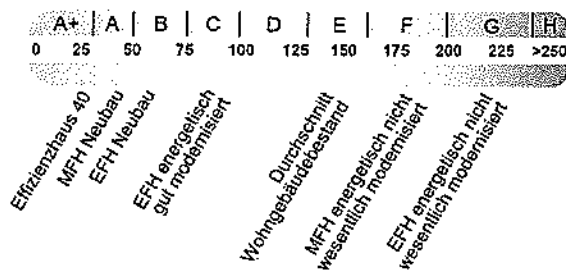 A+ | A | B | C | D | E | F | G | H
0 25 50 75 100 125 150 175 200 225 >250
Effizienzhaus 40
MFH Neubau
EFH Neubau
EFH energetisch
gut modernisiert
Durchschnitt
Wohngebäudebestand
MFH energetisch nicht
wesentlich modernisiert
EFH energetisch nicht
wesentlich modernisiert